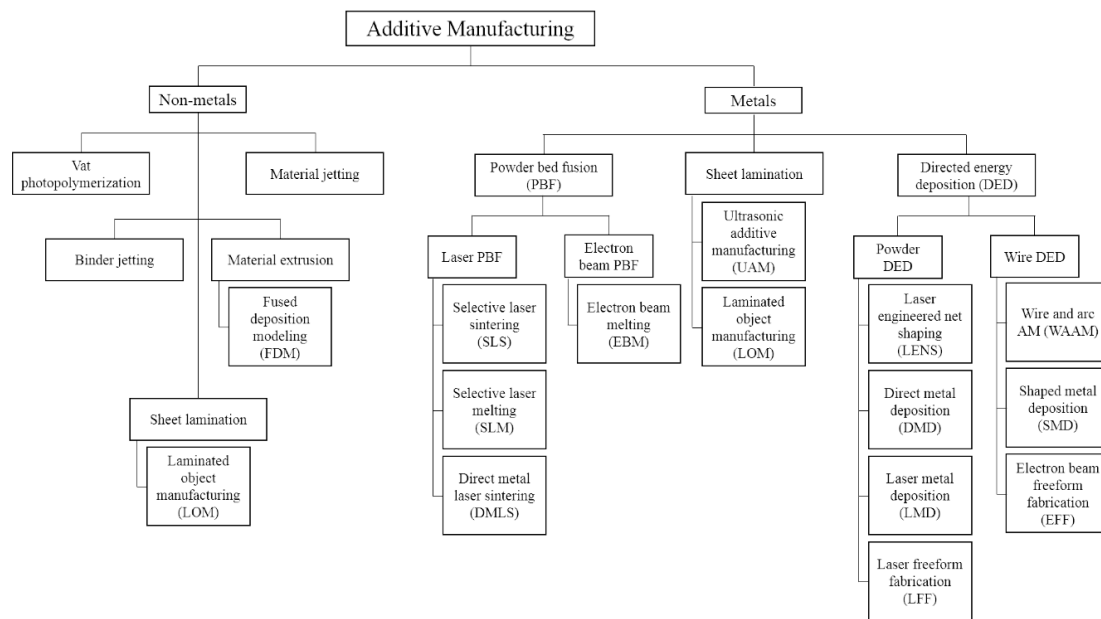 Additive Manufacturing
Non-metals
Metals
Vat
photopolymerization
Material jetting
Binder jetting
Material extrusion
Fused
deposition
modeling
(FDM)
Sheet lamination
Laminated
object
manufacturing
(LOM)
Powder bed fusion
(PBF)
Sheet lamination
Directed energy
deposition (DED)
Laser PBF
Selective laser
sintering
(SLS)
Selective laser
melting
(SLM)
Direct metal
laser sintering
(DMLS)
Electron
beam PBF
Electron beam
melting
(EBM)
Ultrasonic
additive
manufacturing
(UAM)
Laminated
object
manufacturing
(LOM)
Powder
DED
Laser
engineered net
shaping
(LENS)
Direct metal
deposition
(DMD)
Laser metal
deposition
(LMD)
Laser freeform
fabrication
(LFF)
Wire DED
Wire and arc
AM (WAAM)
Shaped metal
deposition
(SMD)
Electron beam
freeform
fabrication
(EFF)